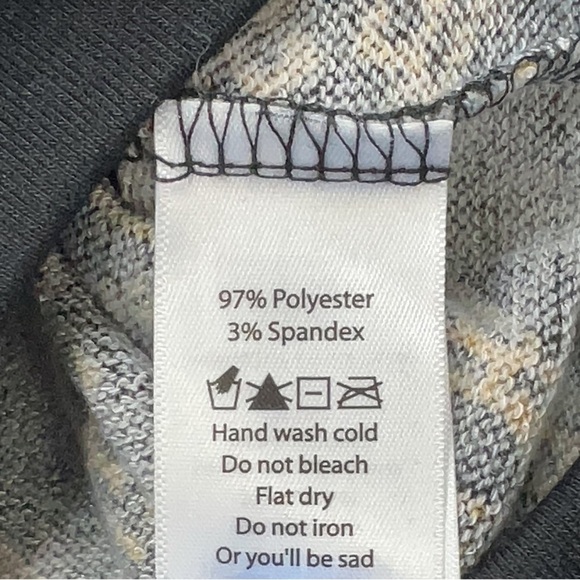 97% Polyester
3% Spandex
Hand wash cold
Do not bleach
Flat dry
Do not iron
Or you'll be sad